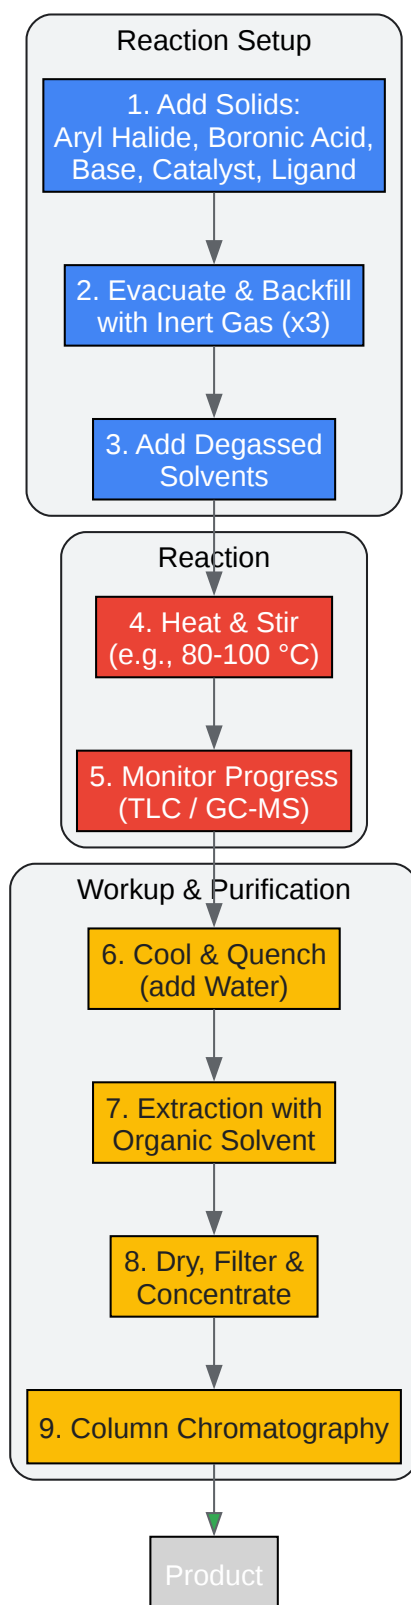 Reaction Setup
1. Add Solids:
Aryl Halide, Boronic Acid,
Base, Catalyst, Ligand
2. Evacuate & Backfill
with Inert Gas (x3)
3. Add Degassed
Solvents
Reaction
4. Heat & Stir
(e.g., 80-100 °C)
5. Monitor Progress
(TLC / GC-MS)
Workup & Purification
6. Cool & Quench
(add Water)
7. Extraction with
Organic Solvent
8. Dry, Filter &
Concentrate
9. Column Chromatography
Product